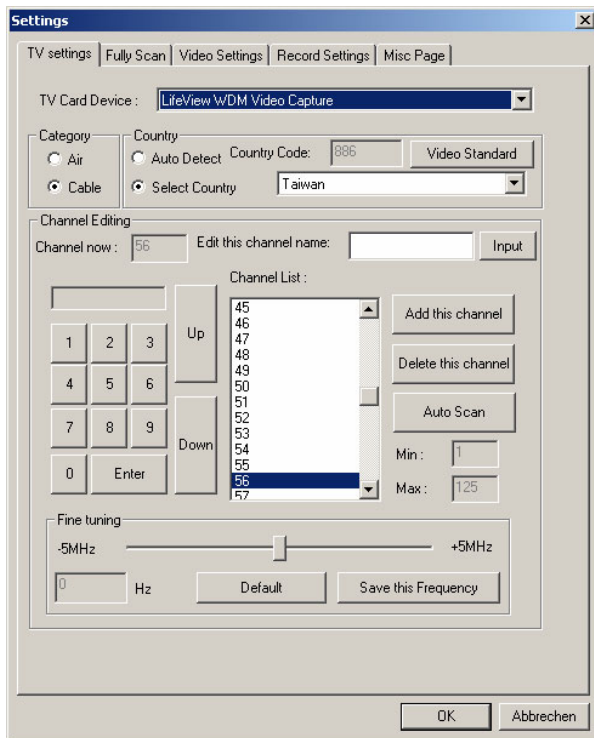 Settings
TV settings Fully Scan Video Settings Record Settings Misc Page
TV Card Device : LifeView WDM Video Capture
Category Country
Air Auto Detect Country Code: 886 Video Standard
Cable Select Country Taiwan
Channel Editing
Channel now : 56 Edit this channel name: Input
Channel List :
Up
45
46
47
48
49
50
51
52
53
54
55
56
57
1 2 3
4 5 6
7 8 9
0 Enter
Down
Add this channel
Delete this channel
Auto Scan
Min : 1
Max : 125
Fine tuning
-5MHz +5MHz
0 Hz Default Save this Frequency
OK Abbrechen